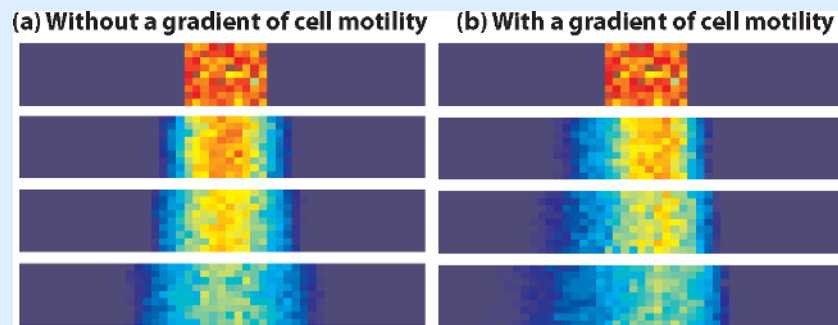 (a) Without a gradient of cell motility
(b) With a gradient of cell motility